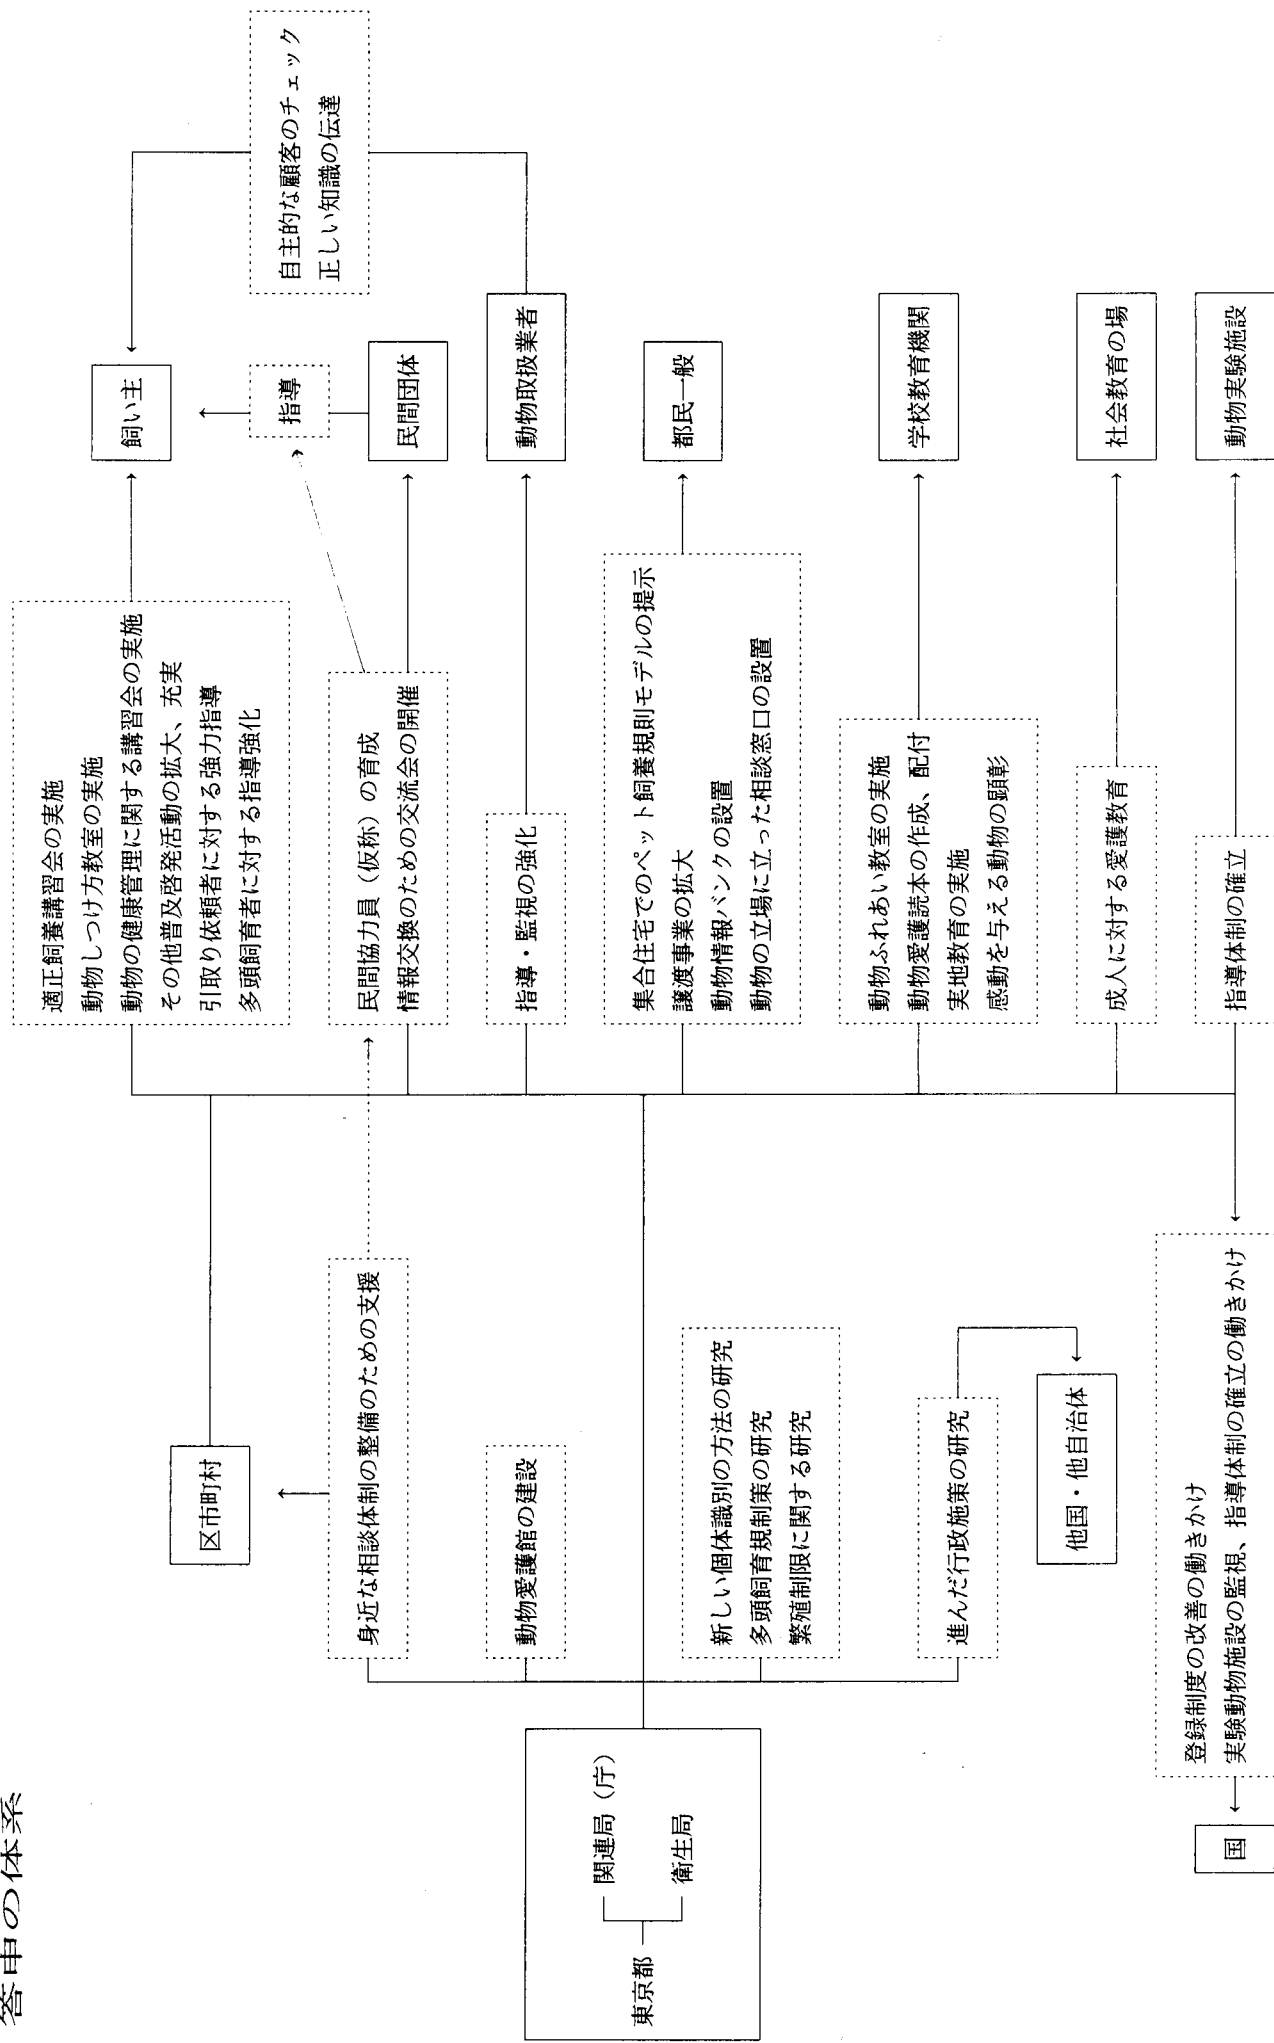 答申の体系
東京都
関連局（庁）
衛生局
区市町村
身近な相談体制の整備のための支援
動物愛護館の建設
新しい個体識別の方法の研究
多頭飼育規制策の研究
繁殖制限に関する研究
進んだ行政施策の研究
他国・他自治体
登録制度の改善の働きかけ
実験動物施設の監視、指導体制の確立の働きかけ
国
適正飼養講習会の実施
動物しつけ方教室の実施
動物の健康管理に関する講習会の実施
その他普及啓発活動の拡大、充実
引取り依頼者に対する強力指導
多頭飼育者に対する指導強化
民間協力員（仮称）の育成
情報交換のための交流会の開催
指導・監視の強化
集合住宅でのペット飼養規則モデルの提示
譲渡事業の拡大
動物情報バンクの設置
動物の立場に立った相談窓口の設置
動物ふれあい教室の実施
動物愛護読本の作成、配付
実地教育の実施
感動を与える動物の顕彰
成人に対する愛護教育
指導体制の確立
飼い主
指導
民間団体
動物取扱業者
都民一般
学校教育機関
社会教育の場
動物実験施設
自主的な顧客のチェック
正しい知識の伝達